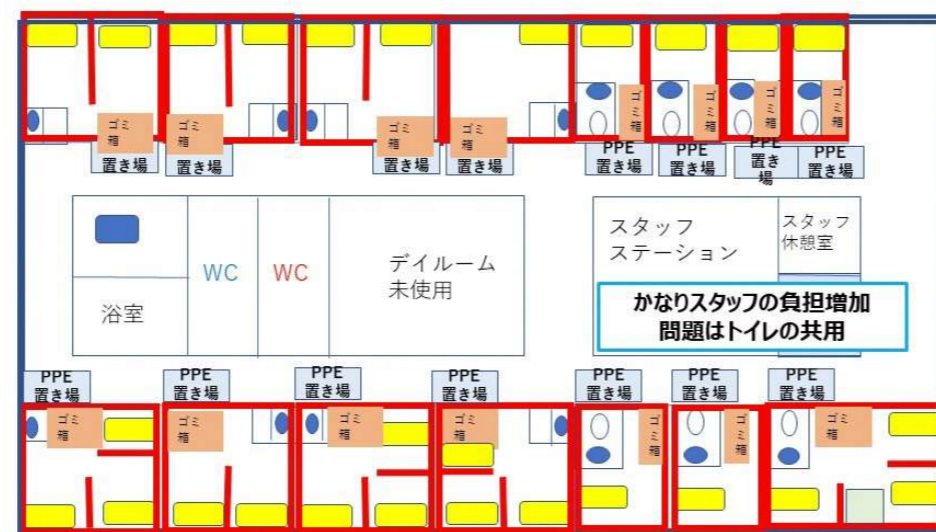 ゴミ
箱
ゴミ
箱
ゴミ
箱
ゴミ
箱
ゴミ箱
ゴミ箱
ゴミ箱
ゴミ箱
置き場
置き場
置き場
置き場
PPE
置き場
PPE
置き場
PPE
置き
場
PPE
置き場
浴室
WC
WC
デイルーム
未使用
スタッフ
ステーション
スタッフ
休憩室
かなりスタッフの負担増加
問題はトイレの共用
PPE
置き場
PPE
置き場
PPE
置き場
PPE
置き場
PPE
置き場
PPE
置き場
PPE
置き場
ゴミ
箱
ゴミ
箱
ゴミ
箱
ゴミ
箱
ゴミ箱
ゴミ箱
ゴミ
箱